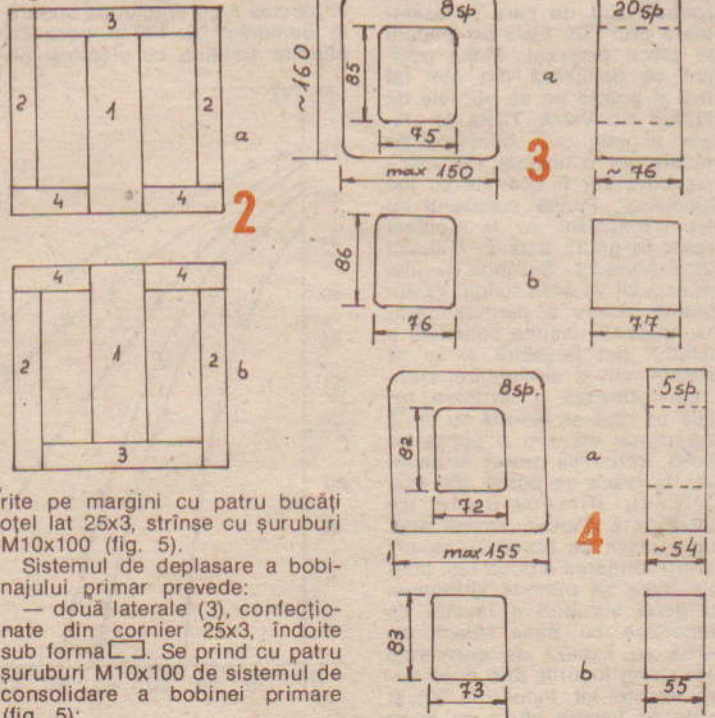 3
2
1
2
a
4
4
2
4
4
2
1
2
b
3
rite pe margini cu patru bucăți
oțel lat 25x3, strînse cu șuruburi
M10x100 (fig. 5).
Sistemul de deplasare a bobi-
najului primar prevede:
— două laterale (3), confecțio-
nate din cornier 25x3, îndoite
sub forma. Se prind cu patru
șuruburi M10x100 de sistemul de
consolidare a bobinei primare
(fig. 5);
8sp
20sp
~160
85
75
max 150
a
3
~ 76
86
76
b
77
8sp.
5sp.
82
72
a
4
max 155
~54
83
73
b
55